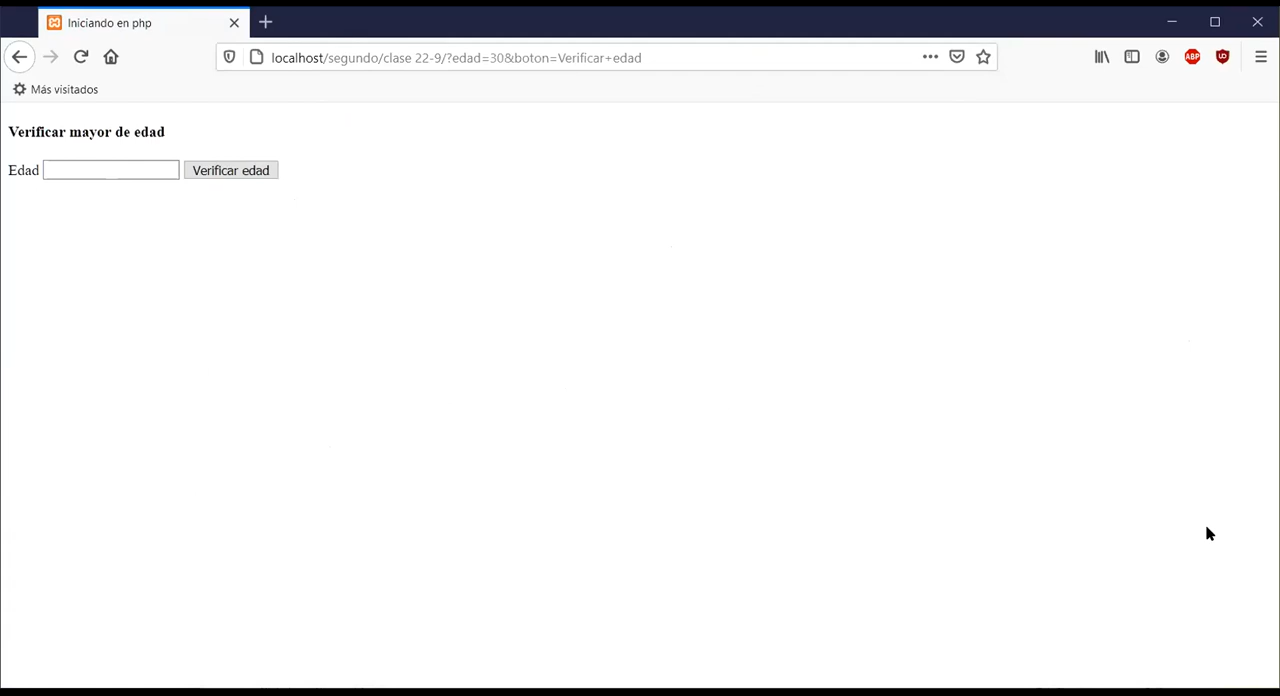 Iniciando en php
localhost/segundo/clase 22-9/?edad=30&boton=Verificar+edad
ABP
Más visitados
Verificar mayor de edad
Edad Verificar edad